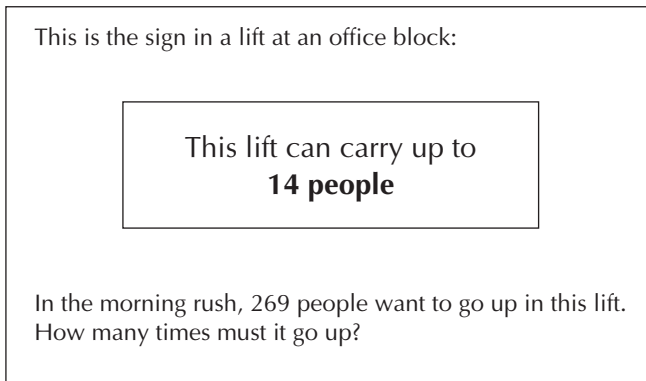 This is the sign in a lift at an office block:
This lift can carry up to
14 people
In the morning rush, 269 people want to go up in this lift.
How many times must it go up?